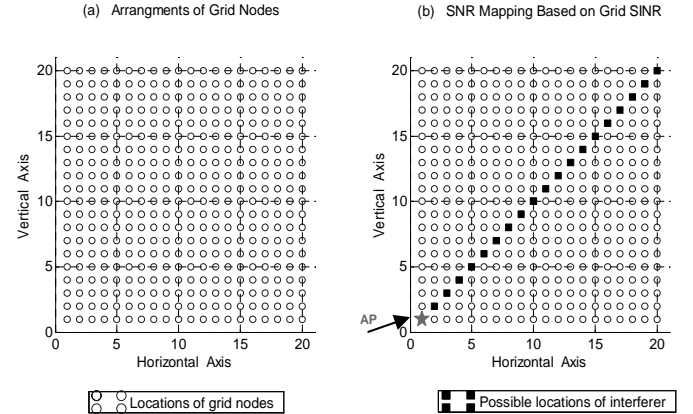 (a) Arrangments of Grid Nodes
20
15
10
5
0
0 5 10 15 20
Vertical Axis
Horizontal Axis
Locations of grid nodes
(b) SNR Mapping Based on Grid SINR
20
15
10
5
0
0 5 10 15 20
Vertical Axis
Horizontal Axis
AP
Possible locations of interferer